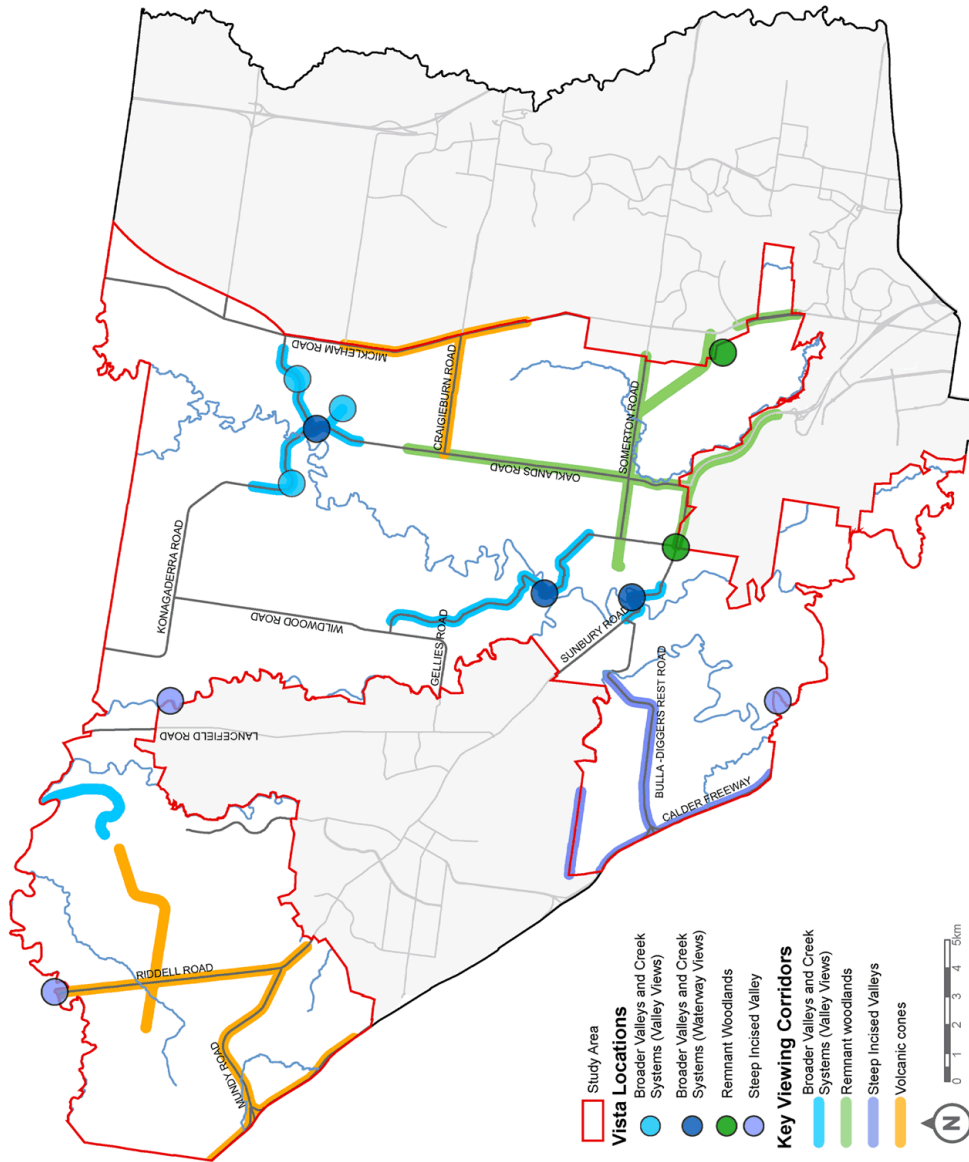 MICKLEHAM ROAD
CRAIGIEBURN ROAD
SOMERTON ROAD
OAKLANDS ROAD
KONAGADERRA ROAD
WILDWOOD ROAD
GELLIES ROAD
SUNBURY ROAD
LANCEFIELD ROAD
BULLA -DIGGERS REST ROAD
CALDER FREEWAY
RIDDELL ROAD
MUNDY ROAD
Study Area
Vista Locations
Broader Valleys and Creek
Systems (Valley Views)
Broader Valleys and Creek
Systems (Waterway Views)
Remnant Woodlands
Steep Incised Valley
Key Viewing Corridors
Broader Valleys and Creek
Systems (Valley Views)
Remnant woodlands
Steep Incised Valleys
Volcanic cones
N
0 1 2 3 4 5km